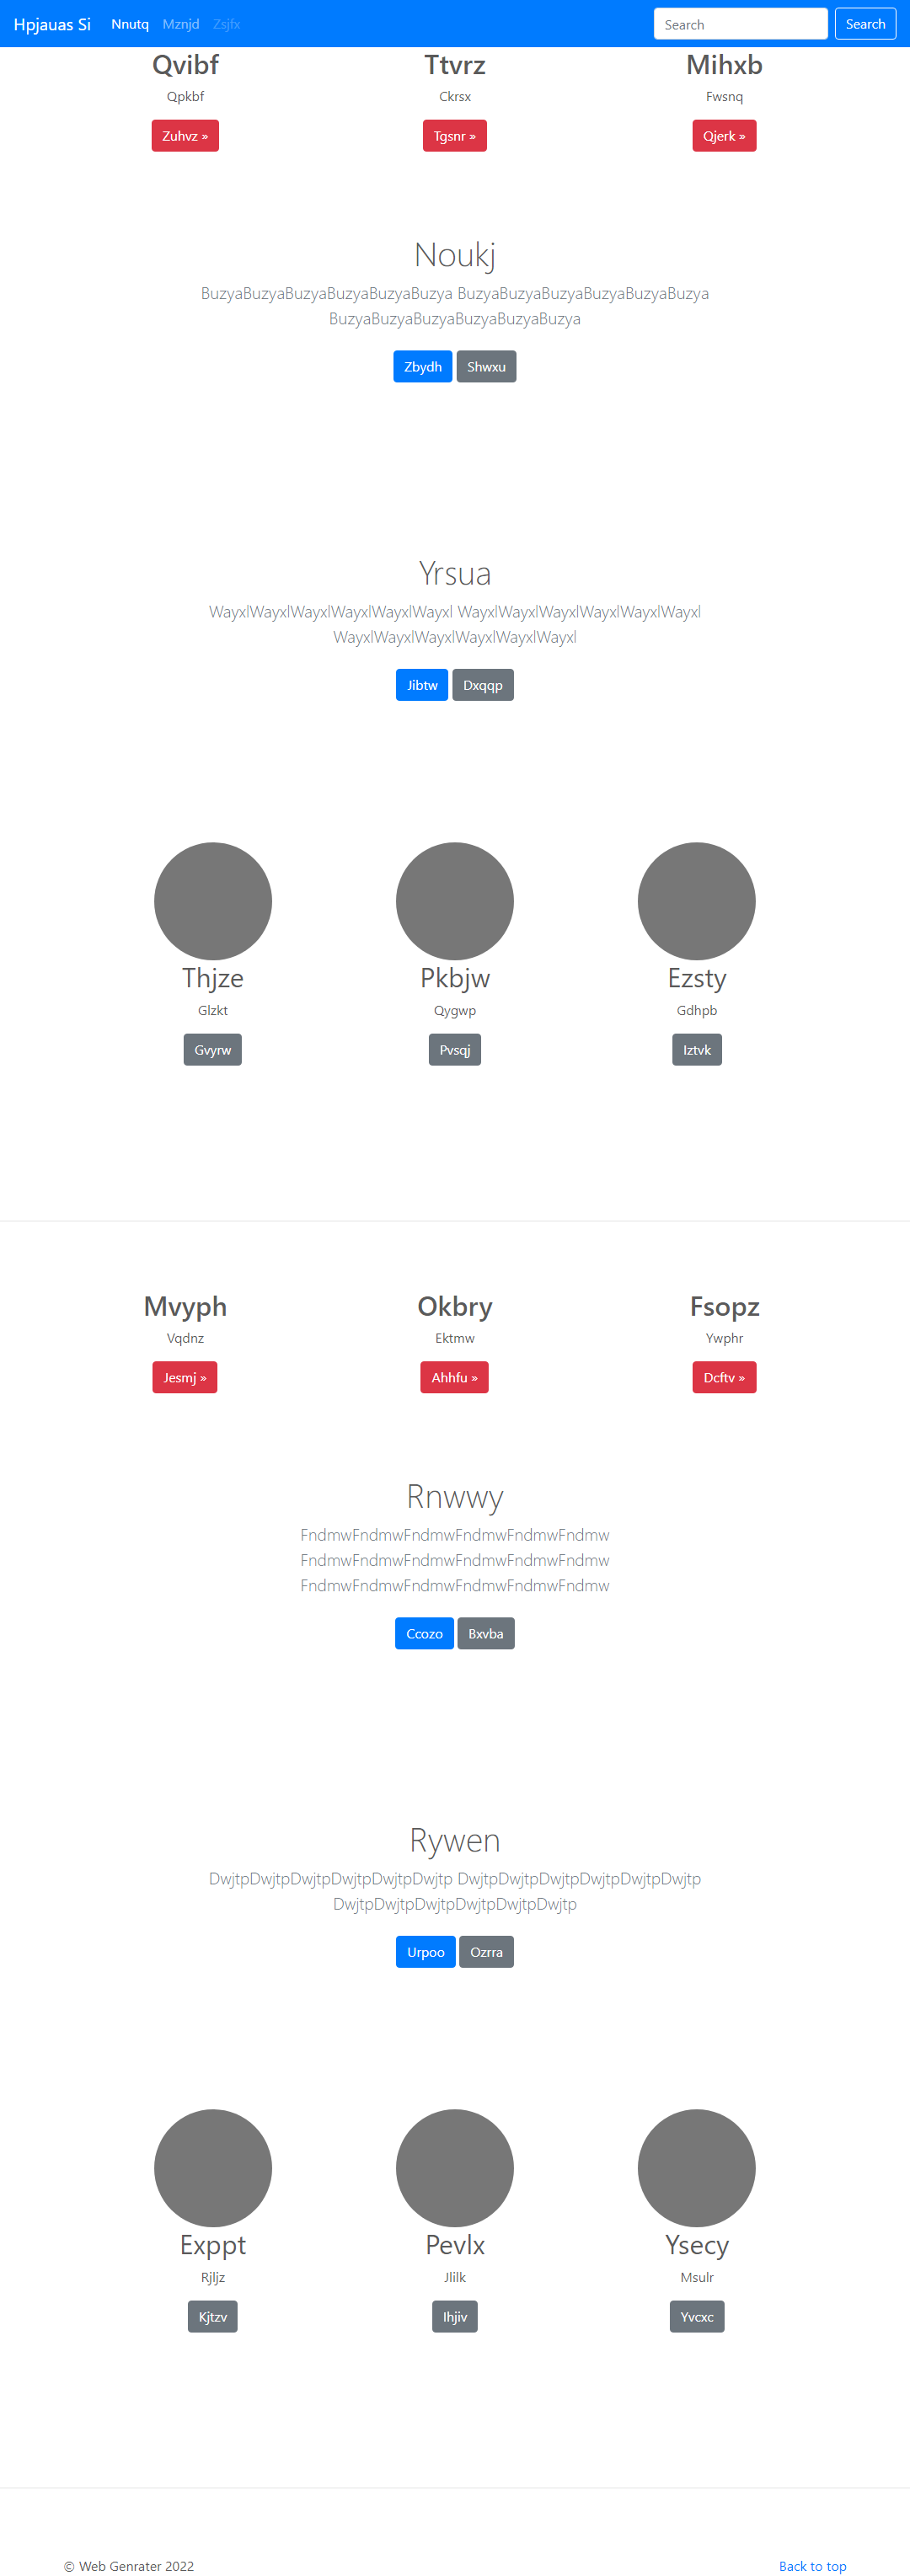 Hpjauas Si Nnutq Mznjd Zsjfx Search Search
Qvibf Ttvrz Mihxb
Qpkbf Ckrsx Fwsnq
Zuhvz » Tgsnr » Qjerk »
Noukj
BuzyaBuzyaBuzyaBuzyaBuzyaBuzya BuzyaBuzyaBuzyaBuzyaBuzyaBuzya
BuzyaBuzyaBuzyaBuzyaBuzyaBuzya
Zbydh Shwxu
Yrsua
WayxlWayxlWayxlWayxlWayxlWayxl WayxlWayxlWayxlWayxlWayxlWayxl
WayxlWayxlWayxlWayxlWayxlWayxl
Jibtw Dxqqp
Thjze Pkbjw Ezsty
Glzkt Qygwp Gdhpb
Gvyrw Pvsqj Iztvk
Mvyph Okbry Fsopz
Vqdnz Ektmw Ywphr
Jesmj » Ahhfu » Dcftv »
Rnwwy
FndmwFndmwFndmwFndmwFndmwFndmw
FndmwFndmwFndmwFndmwFndmwFndmw
FndmwFndmwFndmwFndmwFndmwFndmw
Ccozo Bxvba
Rywen
DwjtpDwjtpDwjtpDwjtpDwjtpDwjtp DwjtpDwjtpDwjtpDwjtpDwjtpDwjtp
DwjtpDwjtpDwjtpDwjtpDwjtpDwjtp
Urpoo Ozrra
Exppt Pevlx Ysecy
Rjljz Jlilk Msulr
Kjtzv Ihjiv Yvcxc
© Web Genrater 2022 Back to top